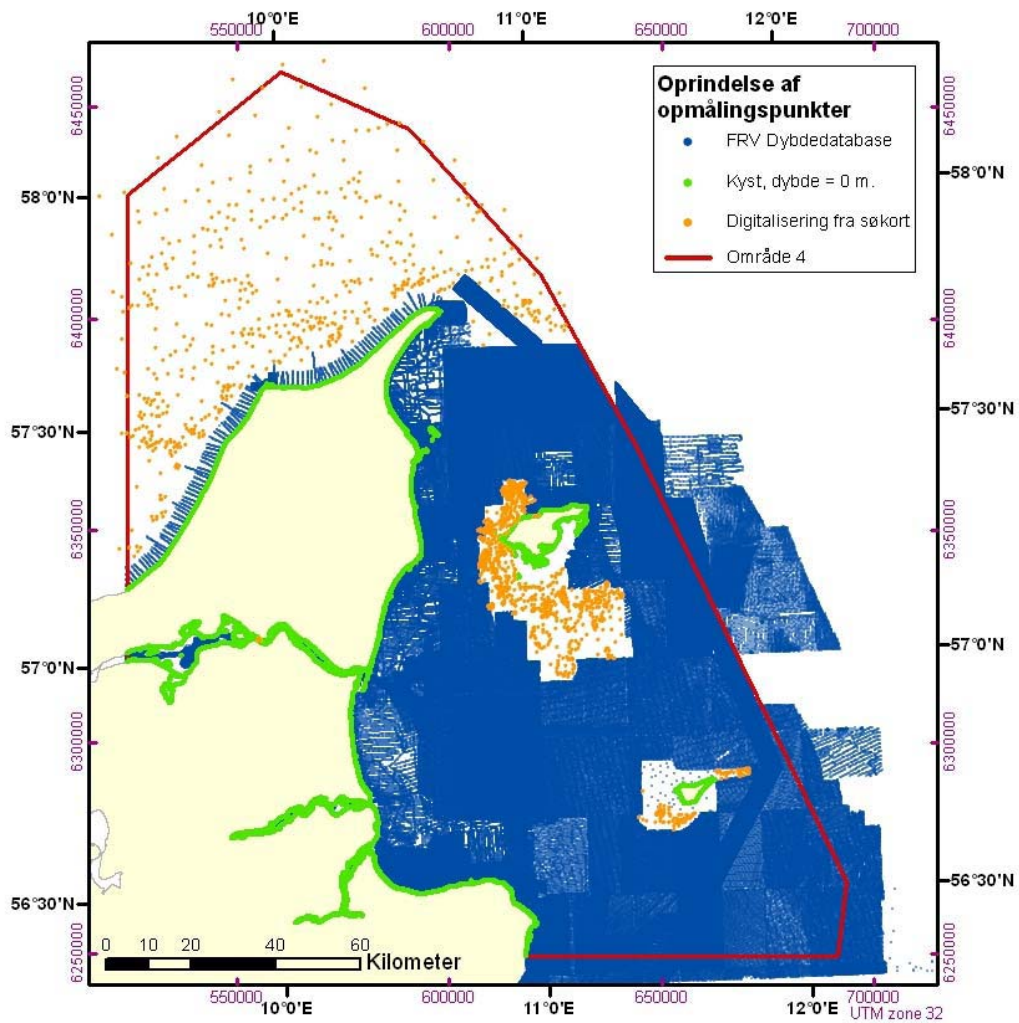 10°0'E 11°0'E 12°0'E
550000 600000 650000 700000
Oprindelse af
opmålingspunkter
FRV Dybdedatabase
Kyst, dybde = 0 m.
Digitalisering fra søkort
Område 4
6450000 6450000
58°0'N 58°0'N
6400000 6400000
57°30'N 57°30'N
6350000 6350000
57°0'N 57°0'N
6300000 6300000
56°30'N 56°30'N
6250000 6250000
0 10 20 40 60
Kilometer
550000 600000 650000 700000
10°0'E 11°0'E 12°0'E
UTM zone 32